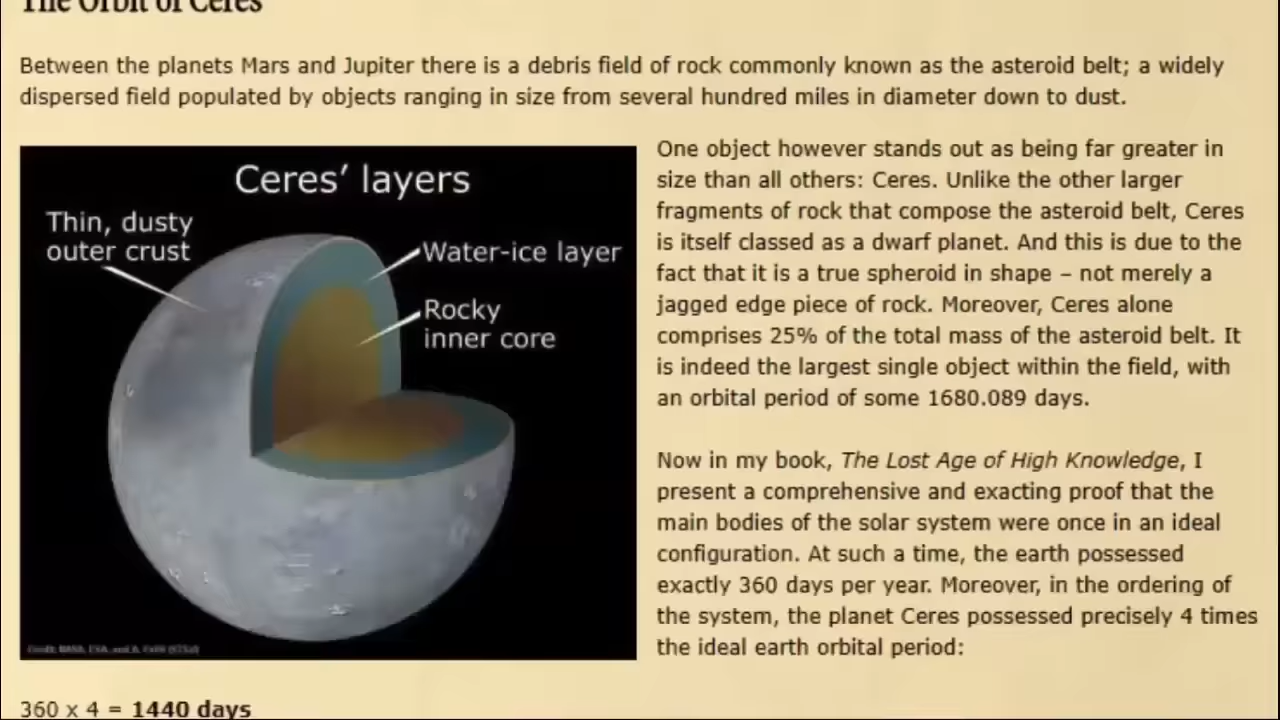 The Orbit of Ceres
Between the planets Mars and Jupiter there is a debris field of rock commonly known as the asteroid belt; a widely
dispersed field populated by objects ranging in size from several hundred miles in diameter down to dust.
Ceres’ layers
Thin, dusty
outer crust
Water-ice layer
Rocky
inner core
One object however stands out as being far greater in
size than all others: Ceres. Unlike the other larger
fragments of rock that compose the asteroid belt, Ceres
is itself classed as a dwarf planet. And this is due to the
fact that it is a true spheroid in shape – not merely a
jagged edge piece of rock. Moreover, Ceres alone
comprises 25% of the total mass of the asteroid belt. It
is indeed the largest single object within the field, with
an orbital period of some 1680.089 days.
Now in my book, The Lost Age of High Knowledge, I
present a comprehensive and exacting proof that the
main bodies of the solar system were once in an ideal
configuration. At such a time, the earth possessed
exactly 360 days per year. Moreover, in the ordering of
the system, the planet Ceres possessed precisely 4 times
the ideal earth orbital period:
360 x 4 = 1440 days